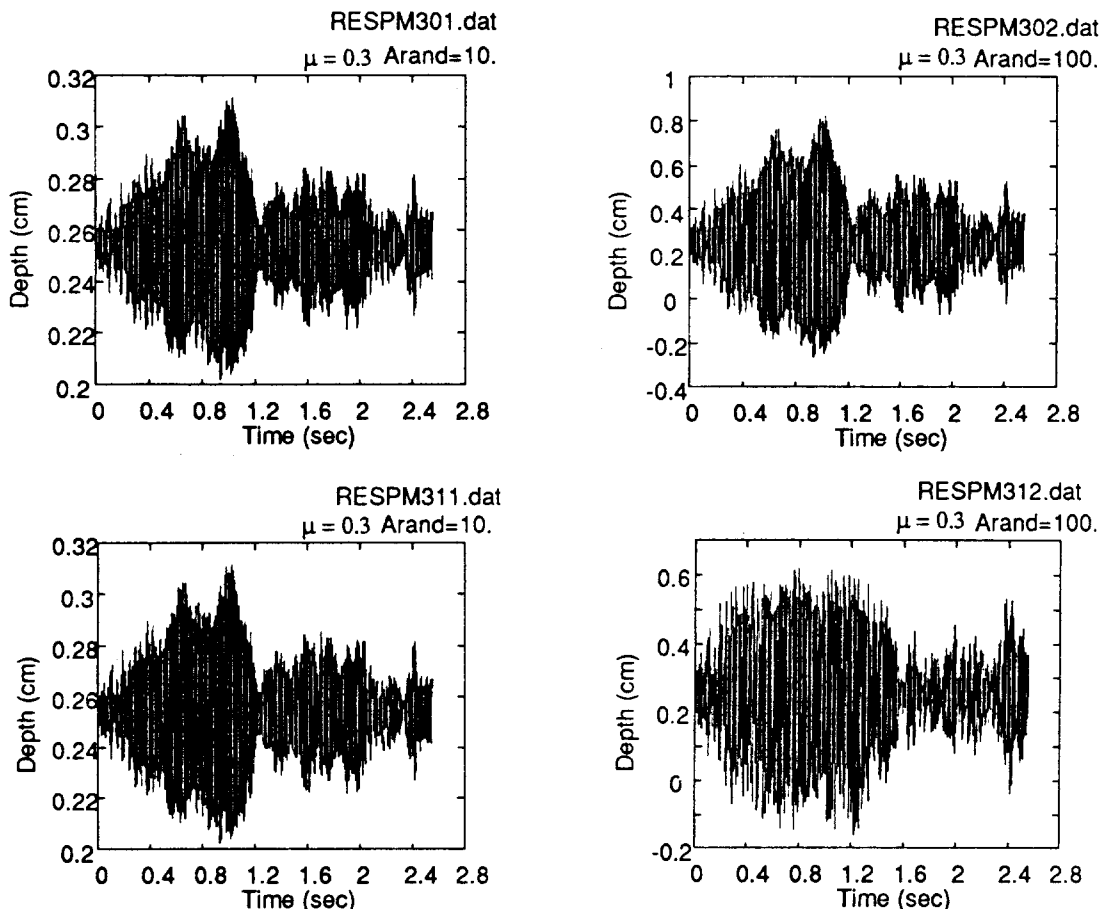 RESPM301.dat
μ = 0.3 Arand=10.
0.32
0.3
0.28
0.26
0.24
0.22
0.2
Depth (cm)
0 0.4 0.8 1.2 1.6 2 2.4 2.8
Time (sec)
RESPM302.dat
μ = 0.3 Arand=100.
1
0.8
0.6
0.4
0.2
0
-0.2
-0.4
Depth (cm)
0 0.4 0.8 1.2 1.6 2 2.4 2.8
Time (sec)
RESPM311.dat
μ = 0.3 Arand=10.
0.32
0.3
0.28
0.26
0.24
0.22
0.2
Depth (cm)
0 0.4 0.8 1.2 1.6 2 2.4 2.8
Time (sec)
RESPM312.dat
μ = 0.3 Arand=100.
0.6
0.4
0.2
0
-0.2
Depth (cm)
0 0.4 0.8 1.2 1.6 2 2.4 2.8
Time (sec)